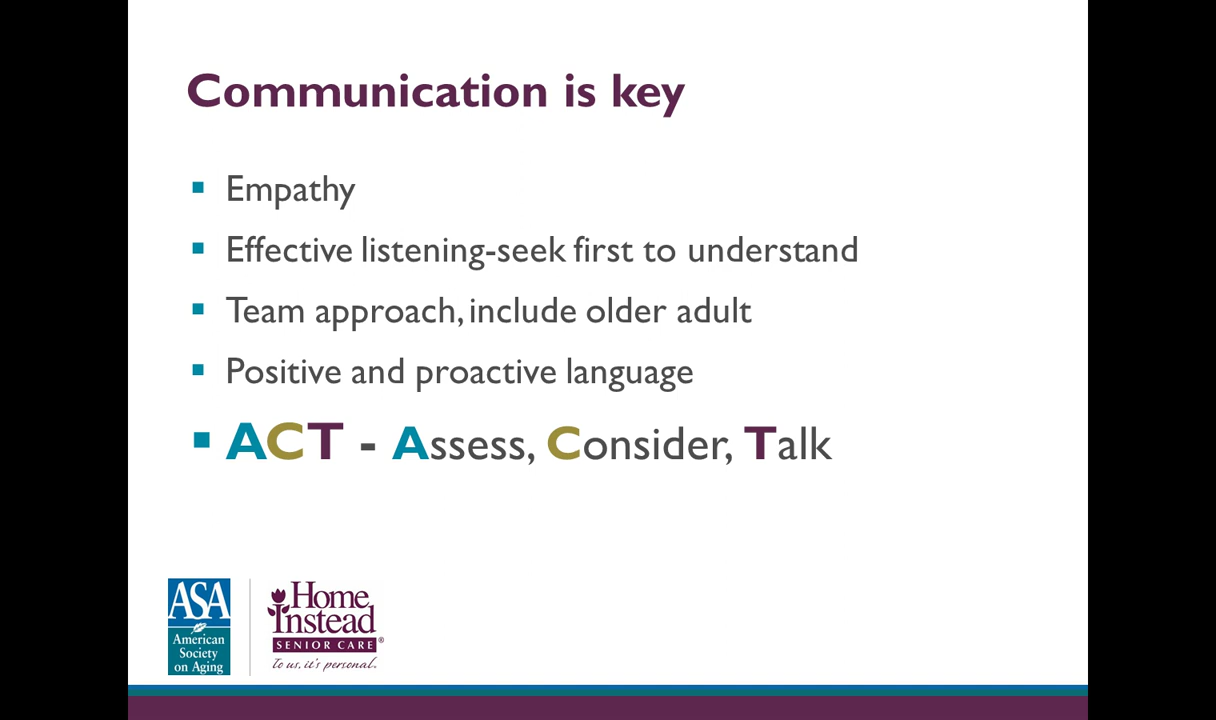 Communication is key
Empathy
Effective listening-seek first to understand
Team approach, include older adult
Positive and proactive language
ACT - Assess, Consider, Talk
ASA
American
Society
on Aging
Home
Instead
SENIOR CARE®
To us, it's personal.